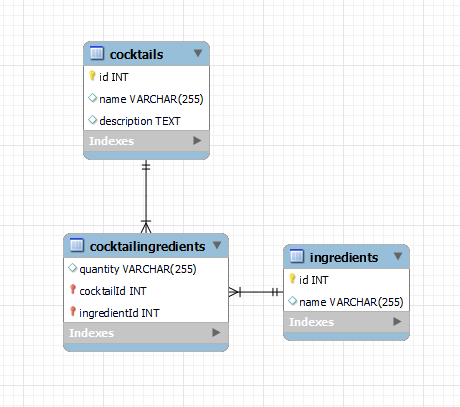 cocktails
id INT
name VARCHAR(255)
description TEXT
Indexes
cocktailingredients
quantity VARCHAR(255)
cocktailId INT
ingredientId INT
Indexes
ingredients
id INT
name VARCHAR(255)
Indexes